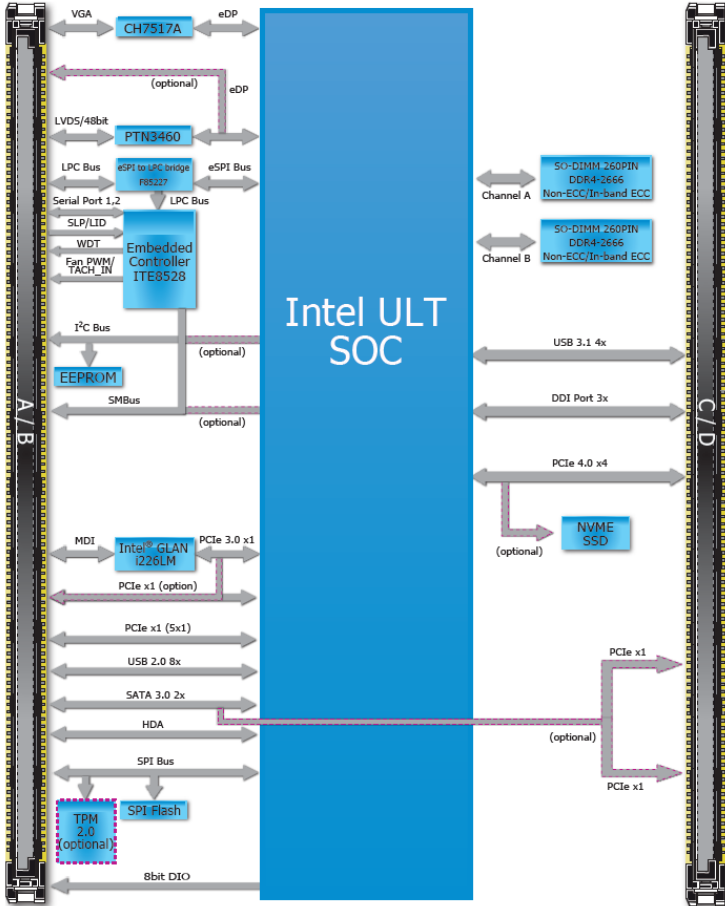 VGA
CH7517A
eDP
(optional)
eDP
LVDS/48bit
PTN3460
LPC Bus
eSPI to LPC bridge
F85227
eSPI Bus
Serial Port 1,2
LPC Bus
SLP/LID
WDT
Fan PWM/
TACH_IN
Embedded
Controller
ITE8528
I²C Bus
(optional)
EEPROM
SMBus
(optional)
A / B
MDI
Intel® GLAN
i226LM
PCIe 3.0 x1
PCIe x1 (option)
PCIe x1 (5x1)
USB 2.0 8x
SATA 3.0 2x
HDA
SPI Bus
TPM
2.0
(optional)
SPI Flash
8bit DIO
Intel ULT
SOC
Channel A
SO-DIMM 260PIN
DDR4-2666
Non-ECC/In-band ECC
Channel B
SO-DIMM 260PIN
DDR4-2666
Non-ECC/In-band ECC
USB 3.1 4x
DDI Port 3x
PCIe 4.0 x4
(optional)
NVME
SSD
PCIe x1
(optional)
PCIe x1
C / D